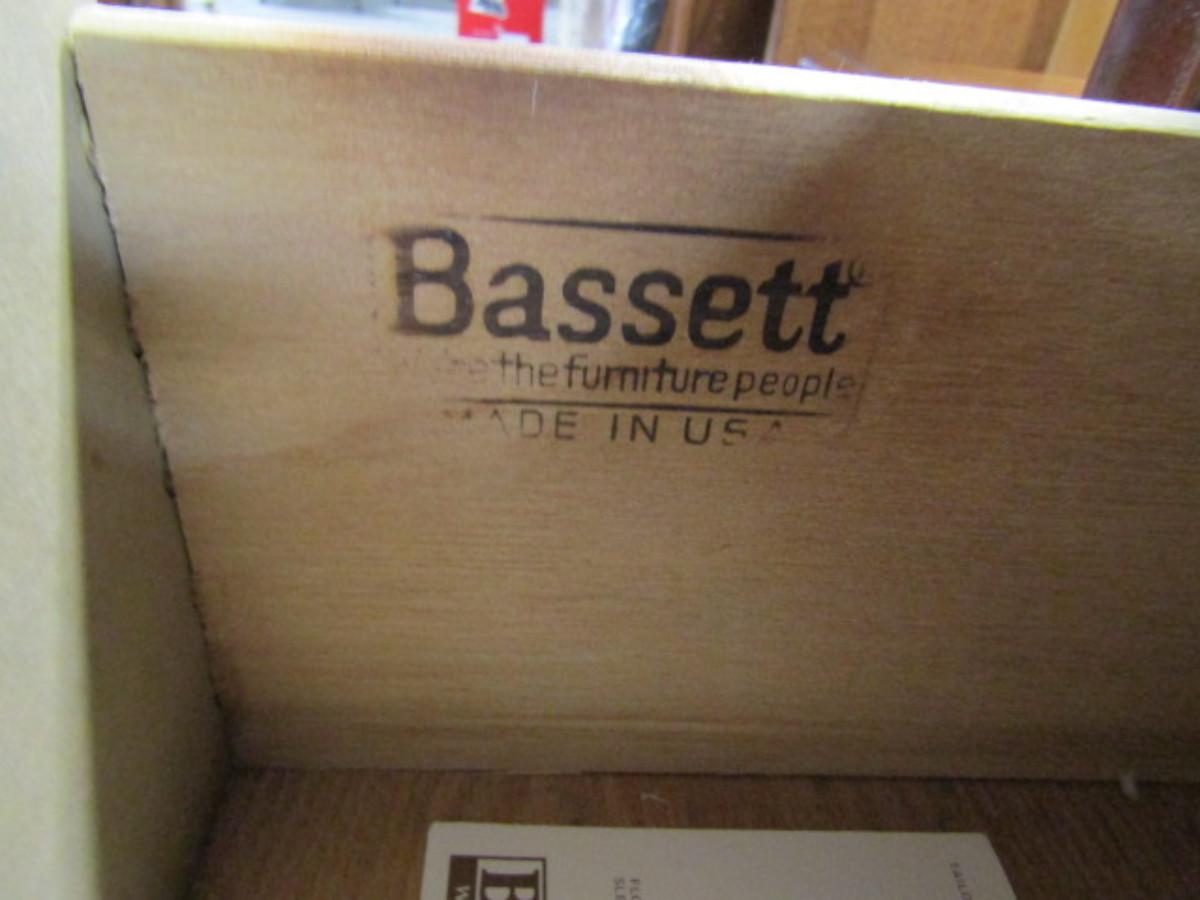 Bassett
the furniture people
MADE IN USA
B